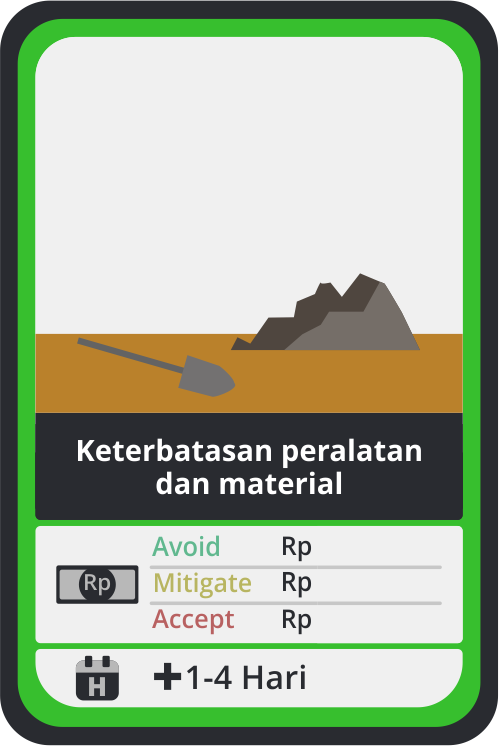 Keterbatasan peralatan
dan material
Avoid Rp
Rp Mitigate Rp
Accept Rp
H +1-4 Hari